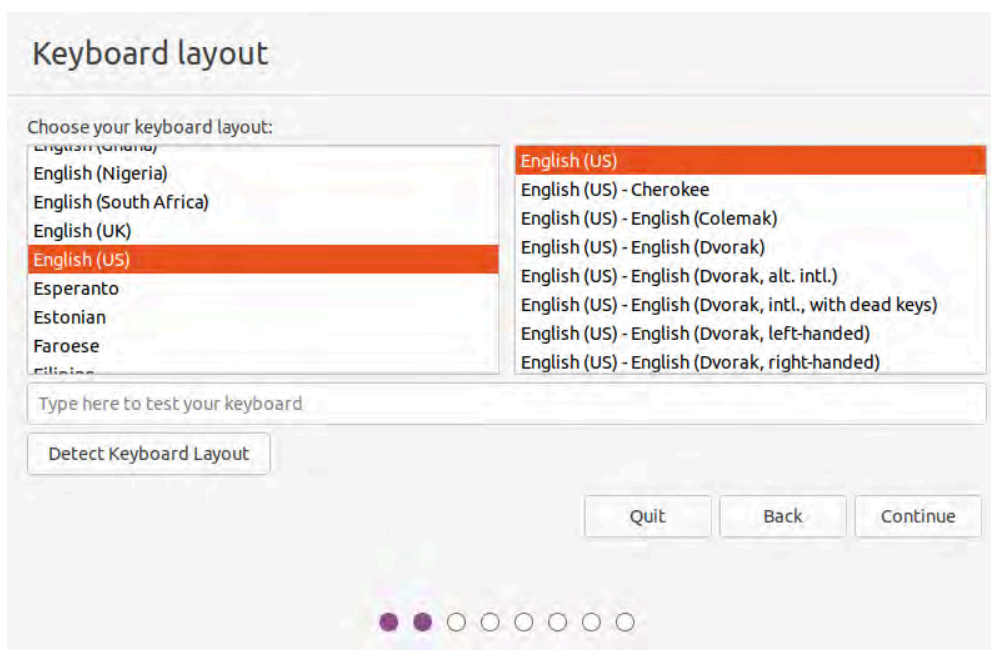 Keyboard layout
Choose your keyboard layout:
English (Ghana)
English (Nigeria)
English (South Africa)
English (UK)
English (US)
Esperanto
Estonian
Faroese
Filipino
English (US)
English (US) - Cherokee
English (US) - English (Colemak)
English (US) - English (Dvorak)
English (US) - English (Dvorak, alt. intl.)
English (US) - English (Dvorak, intl., with dead keys)
English (US) - English (Dvorak, left-handed)
English (US) - English (Dvorak, right-handed)
Type here to test your keyboard
Detect Keyboard Layout
Quit
Back
Continue